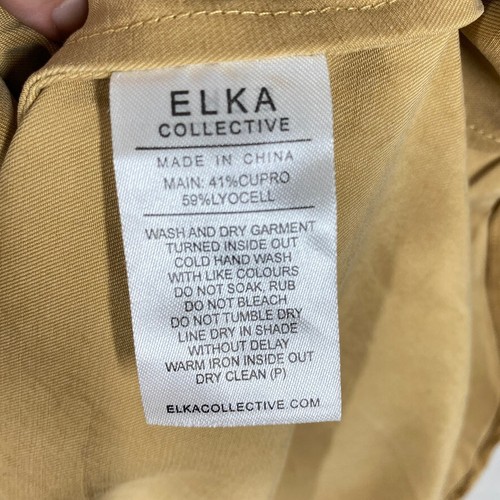 ELKA
COLLECTIVE
MADE IN CHINA
MAIN: 41%CUPRO
59%LYOCELL
WASH AND DRY GARMENT
TURNED INSIDE OUT
COLD HAND WASH
WITH LIKE COLOURS
DO NOT SOAK, RUB
DO NOT BLEACH
DO NOT TUMBLE DRY
LINE DRY IN SHADE
WITHOUT DELAY
WARM IRON INSIDE OUT
DRY CLEAN (P)
ELKACOLLECTIVE.COM